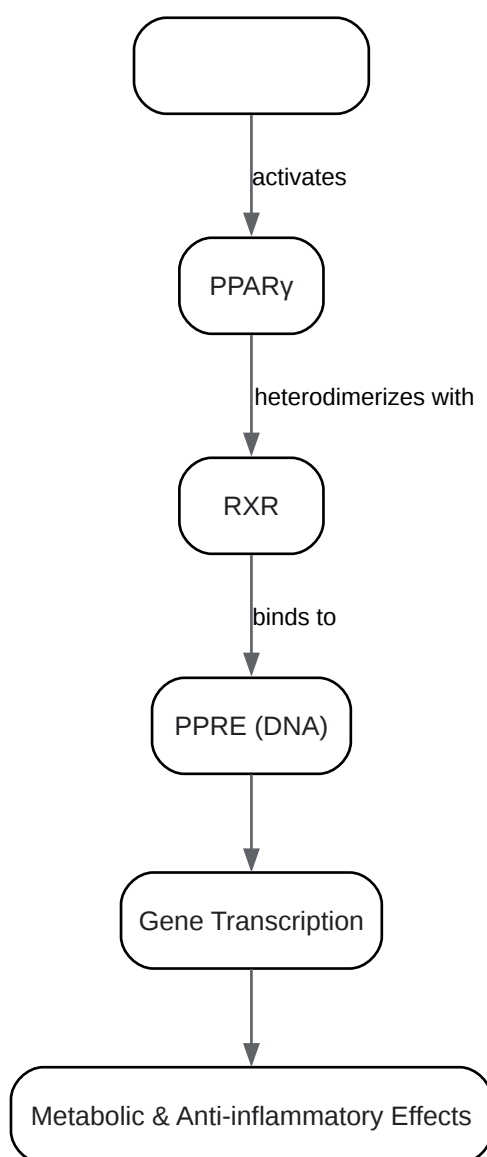 activates
PPARγ
heterodimerizes with
RXR
binds to
PPRE (DNA)
Gene Transcription
Metabolic & Anti-inflammatory Effects